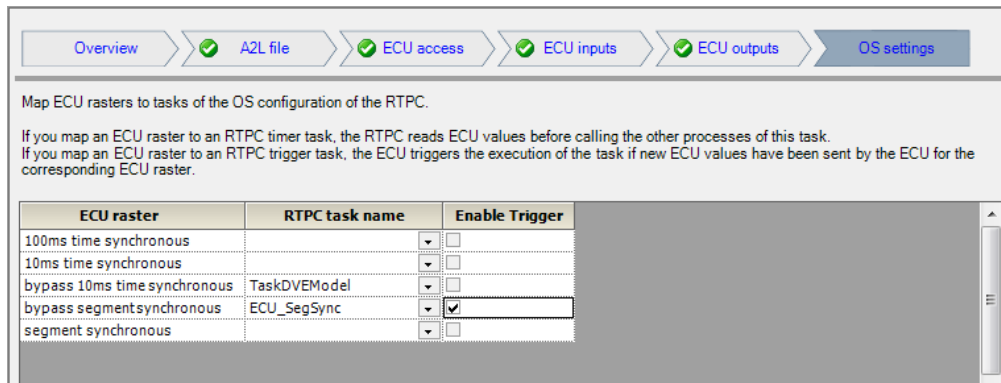 Overview A2L file ECU access ECU inputs ECU outputs OS settings
Map ECU rasters to tasks of the OS configuration of the RTPC.
If you map an ECU raster to an RTPC timer task, the RTPC reads ECU values before calling the other processes of this task.
If you map an ECU raster to an RTPC trigger task, the ECU triggers the execution of the task if new ECU values have been sent by the ECU for the
corresponding ECU raster.
ECU raster RTPC task name Enable Trigger
100ms time synchronous
10ms time synchronous
bypass 10ms time synchronous TaskDVEModel
bypass segmentsynchronous ECU_SegSync
segment synchronous